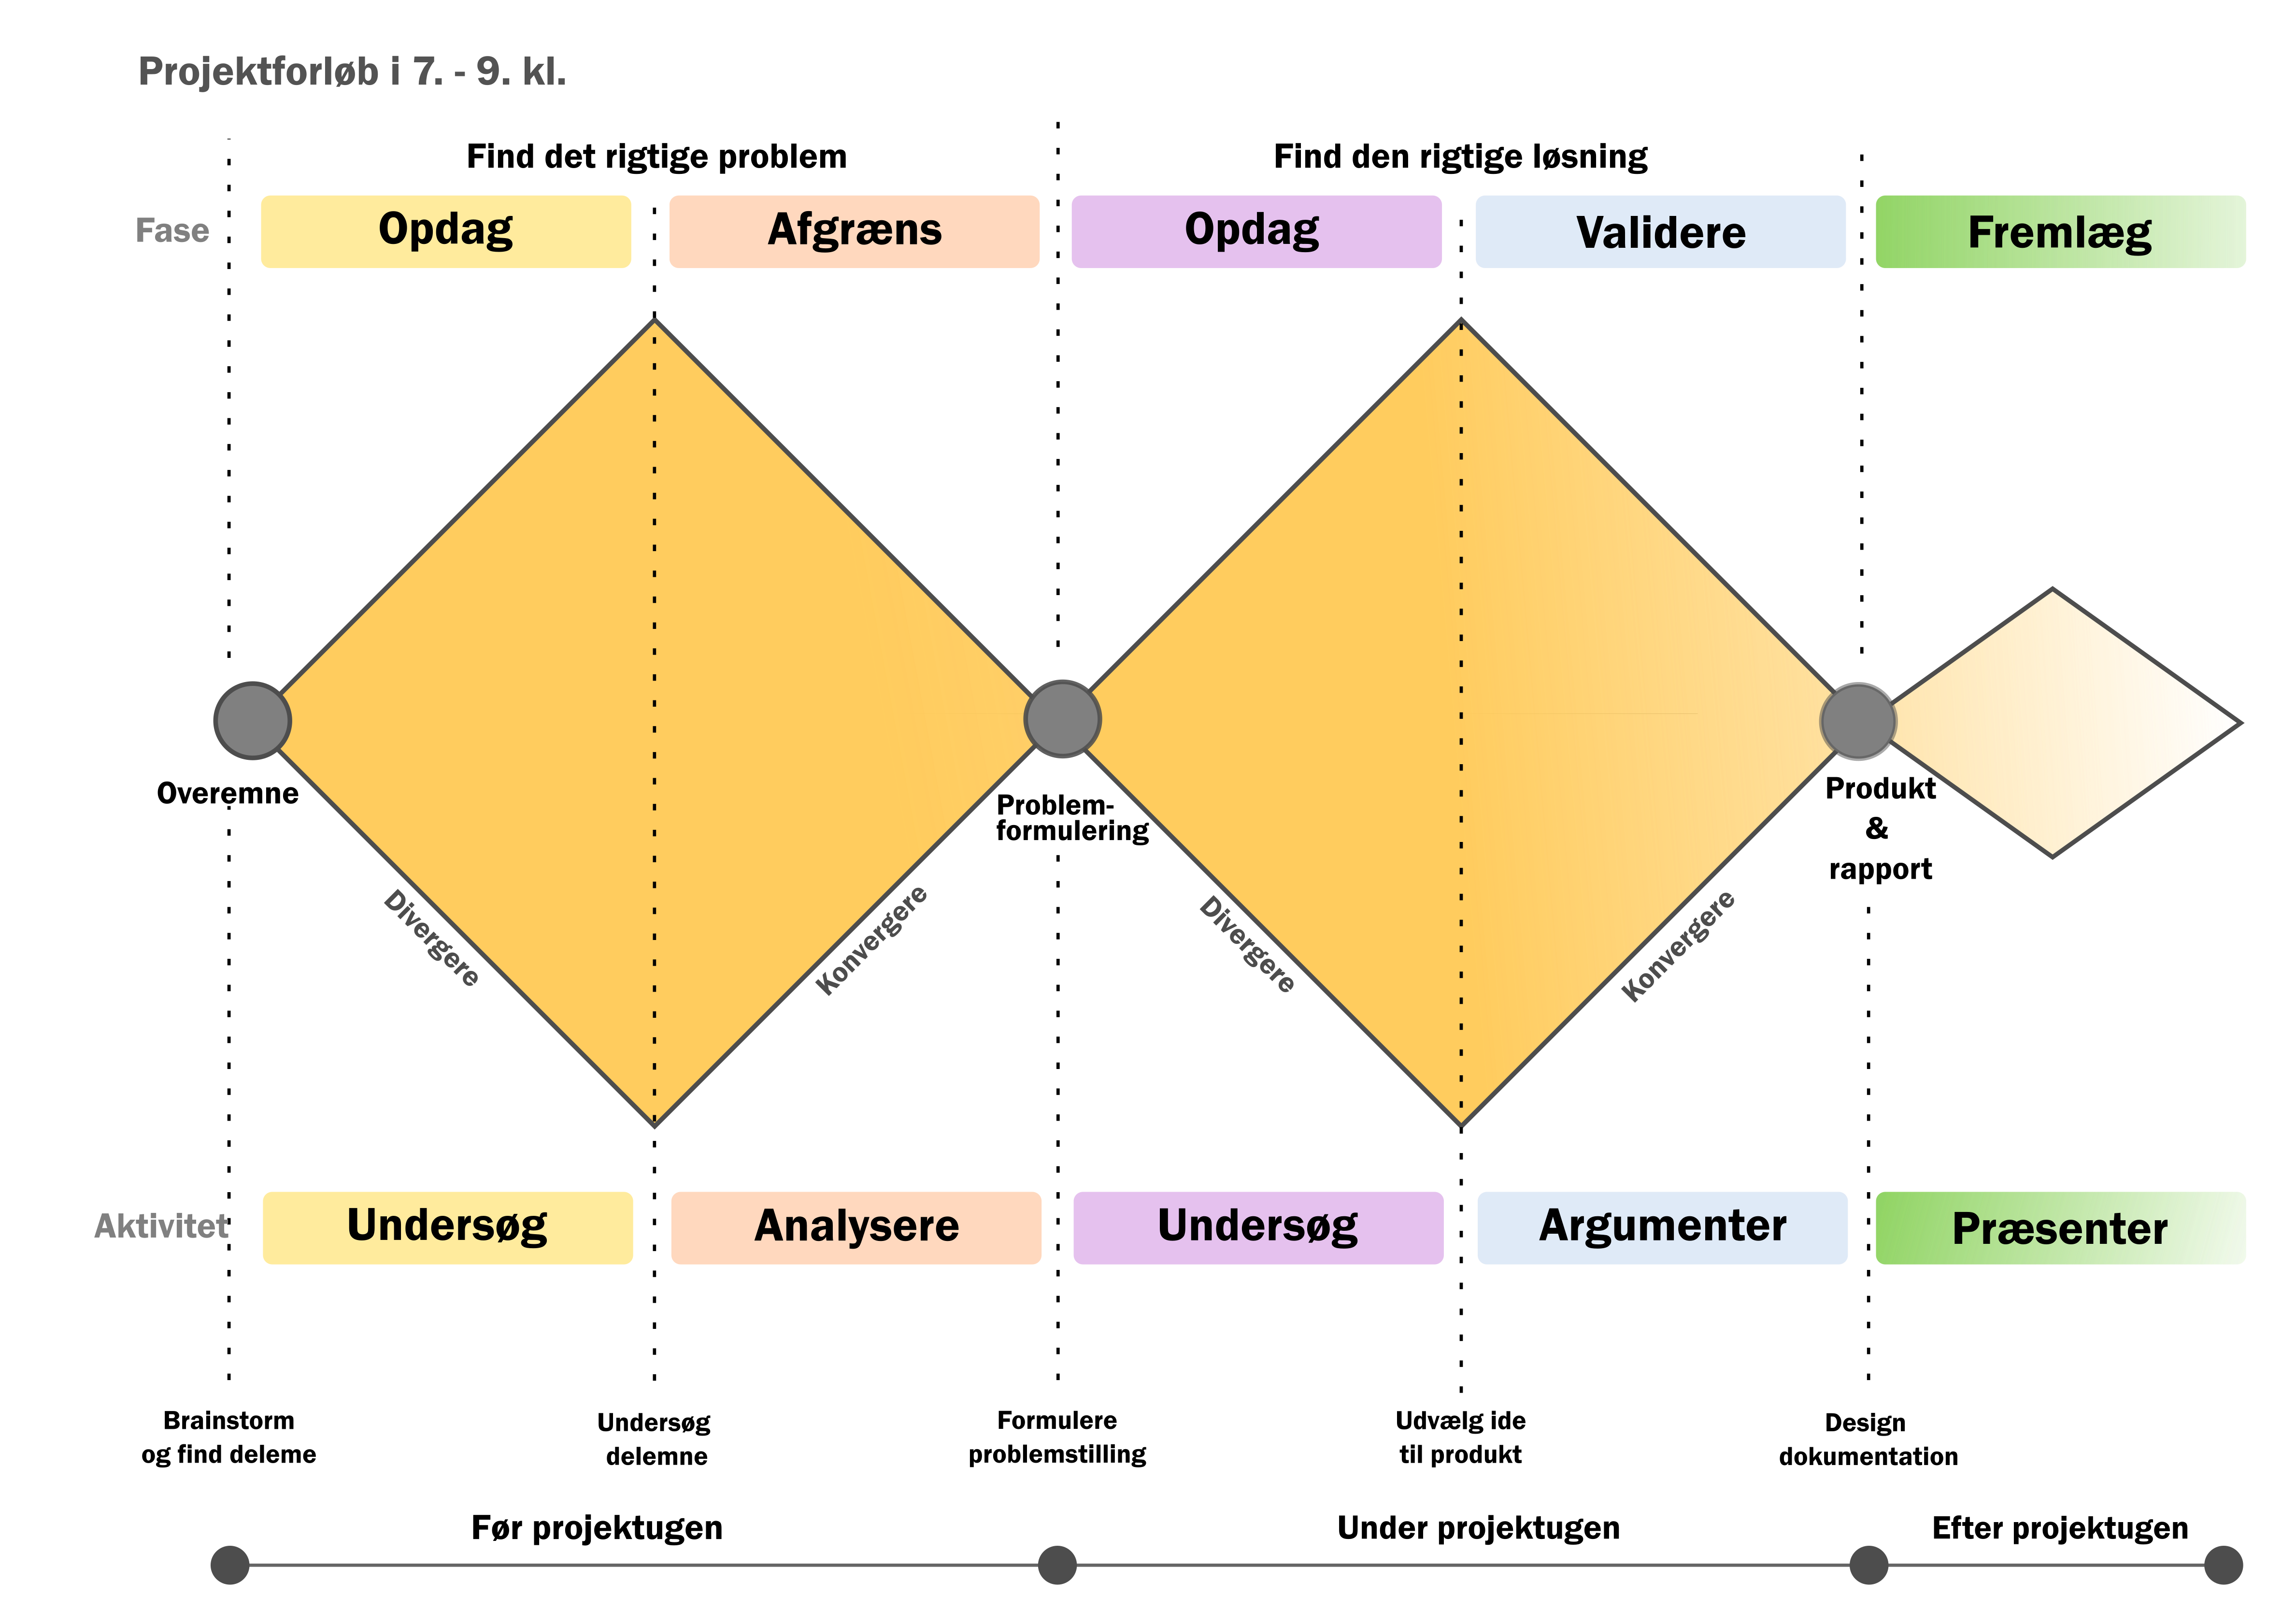 Projektforløb i 7. - 9. kl.
Find det rigtige problem
Find den rigtige løsning
Fase
Opdag
Afgræns
Opdag
Validere
Fremlæg
Overemne
Problem-
formulering
Produkt
&
rapport
Divergere
Konvergere
Divergere
Konvergere
Aktivitet
Undersøg
Analysere
Undersøg
Argumenter
Præsenter
Brainstorm
og find deleme
Undersøg
delemne
Formulere
problemstilling
Udvælg ide
til produkt
Design
dokumentation
Før projektugen
Under projektugen
Efter projektugen